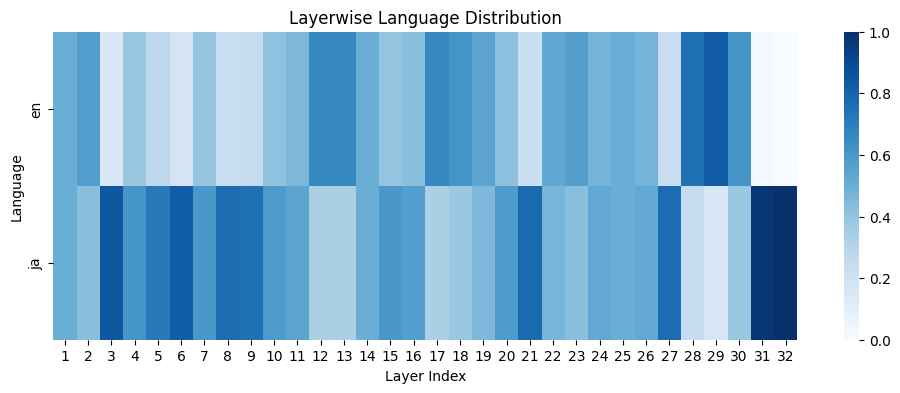 Layerwise Language Distribution
Language
en
ja
1 2 3 4 5 6 7 8 9 10 11 12 13 14 15 16 17 18 19 20 21 22 23 24 25 26 27 28 29 30 31 32
Layer Index
1.0
0.8
0.6
0.4
0.2
0.0